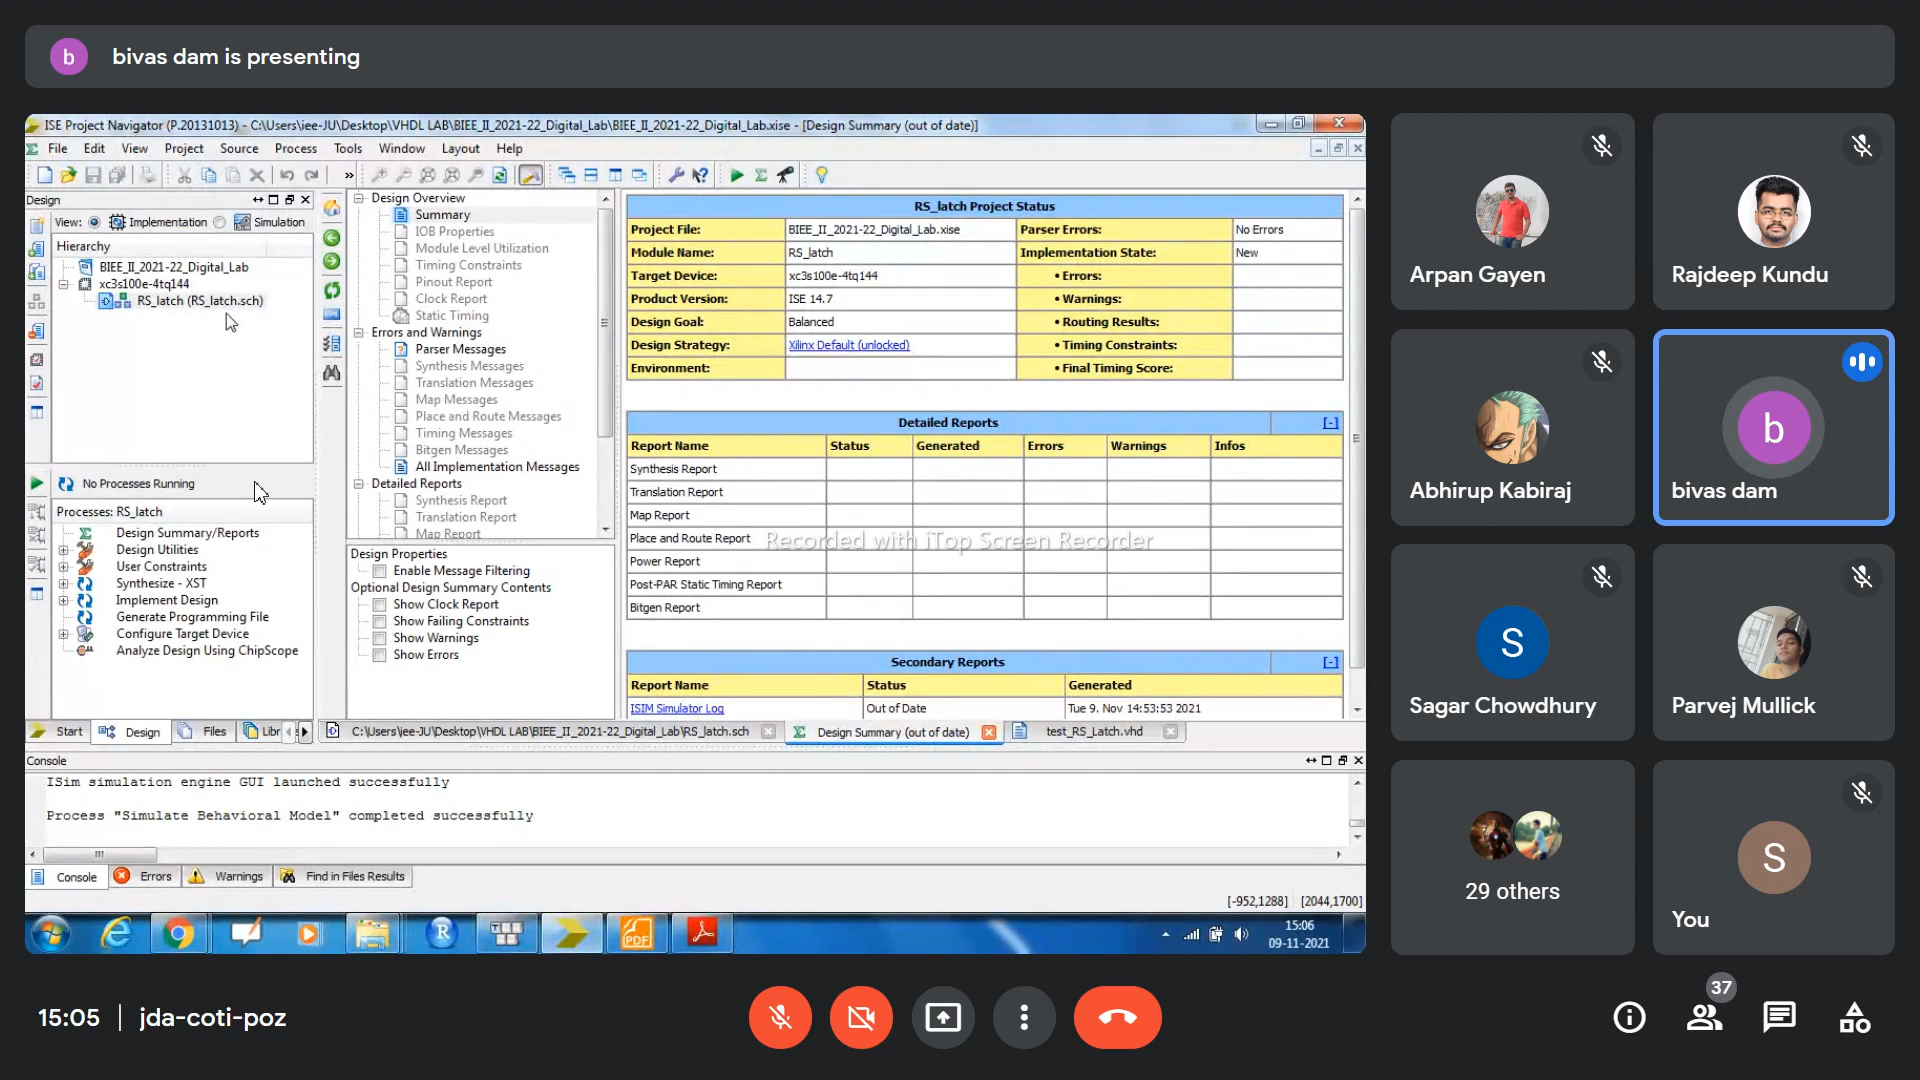 b bivas dam is presenting
ISE Project Navigator (P.20131013) - C:\Users\iee-JU\Desktop\VHDL LAB\BIEE_II_2021-22_Digital_Lab\BIEE_II_2021-22_Digital_Lab.xise - [Design Summary (out of date)]
File Edit View Project Source Process Tools Window Layout Help
Design
View: Implementation Simulation
Hierarchy
BIEE_II_2021-22_Digital_Lab
xc3s100e-4tq144
RS_latch (RS_latch.sch)
No Processes Running
Processes: RS_latch
Design Summary/Reports
Design Utilities
User Constraints
Synthesize - XST
Implement Design
Generate Programming File
Configure Target Device
Analyze Design Using ChipScope
Start Design Files Libr
Design Overview
Summary
IOB Properties
Module Level Utilization
Timing Constraints
Pinout Report
Clock Report
Static Timing
Errors and Warnings
Parser Messages
Synthesis Messages
Translation Messages
Map Messages
Place and Route Messages
Timing Messages
Bitgen Messages
All Implementation Messages
Detailed Reports
Synthesis Report
Translation Report
Map Report
Design Properties
Enable Message Filtering
Optional Design Summary Contents
Show Clock Report
Show Failing Constraints
Show Warnings
Show Errors
RS_latch Project Status
Project File: BIEE_II_2021-22_Digital_Lab.xise Parser Errors: No Errors
Module Name: RS_latch Implementation State: New
Target Device: xc3s100e-4tq144 • Errors:
Product Version: ISE 14.7 • Warnings:
Design Goal: Balanced • Routing Results:
Design Strategy: Xilinx Default (unlocked) • Timing Constraints:
Environment: • Final Timing Score:
Detailed Reports [-]
Report Name Status Generated Errors Warnings Infos
Synthesis Report
Translation Report
Map Report
Place and Route Report
Power Report
Post-PAR Static Timing Report
Bitgen Report
Recorded with iTop Screen Recorder
Secondary Reports [-]
Report Name Status Generated
ISIM Simulator Log Out of Date Tue 9. Nov 14:53:53 2021
C:\Users\iee-JU\Desktop\VHDL LAB\BIEE_II_2021-22_Digital_Lab\RS_latch.sch Design Summary (out of date) test_RS_Latch.vhd
Console
ISim simulation engine GUI launched successfully
Process "Simulate Behavioral Model" completed successfully
Console Errors Warnings Find in Files Results
[-952,1288] [2044,1700]
15:06
09-11-2021
Arpan Gayen
Rajdeep Kundu
Abhirup Kabiraj
b
bivas dam
S
Sagar Chowdhury
Parvej Mullick
29 others
S
You
15:05 | jda-coti-poz
37